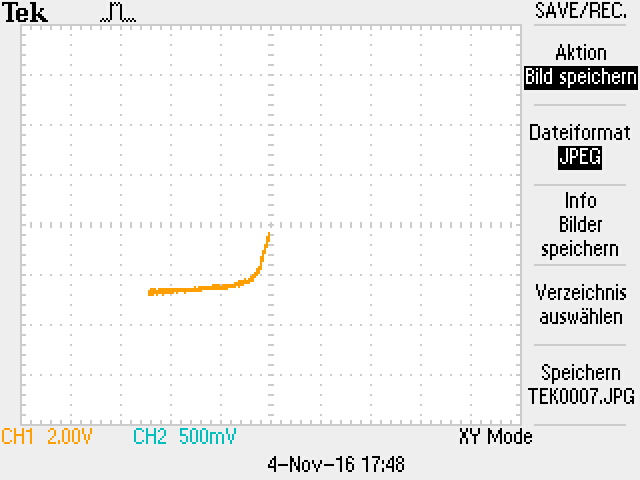 Tek
SAVE/REC.
Aktion
Bild speichern
Dateiformat
JPEG
Info
Bilder
speichern
Verzeichnis
auswählen
Speichern
TEK0007.JPG
CH1 2.00V CH2 500mV XY Mode
4-Nov-16 17:48